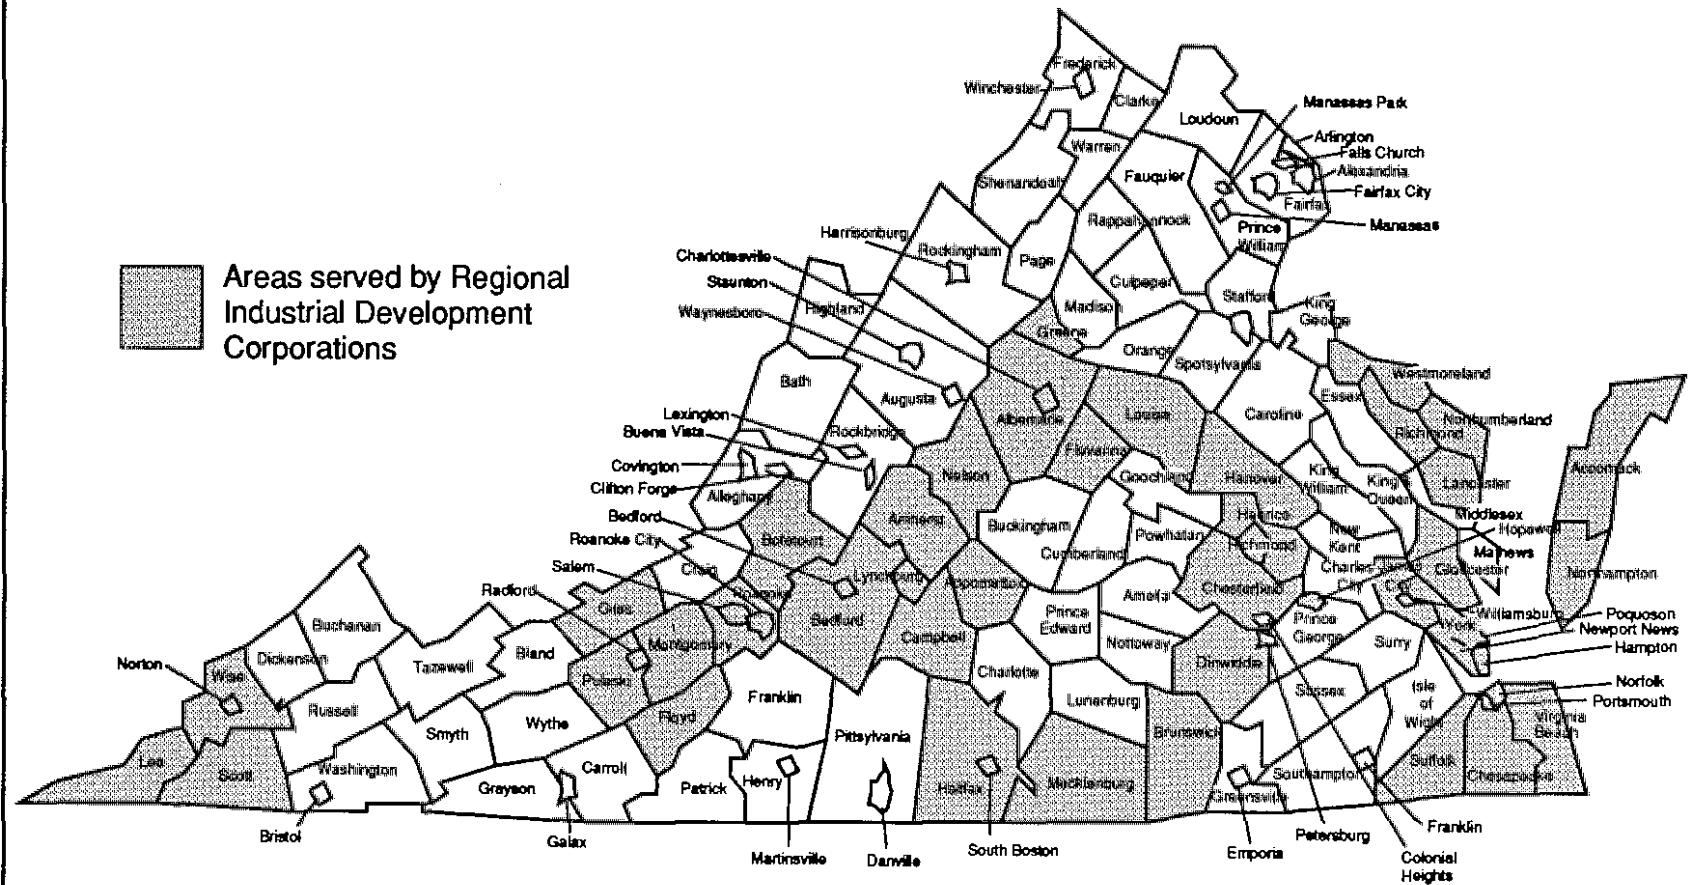 Areas served by Regional
Industrial Development
Corporations
Frederick
Winchester
Clarke
Loudoun
Manassas Park
Arlington
Falls Church
Alexandria
Fairfax City
Fairfax
Manassas
Warren
Shenandoah
Fauquier
Rappahannock
Prince
William
Harrisonburg
Rockingham
Page
Culpeper
Stafford
King
George
Charlottesville
Staunton
Waynesboro
Highland
Madison
Greene
Orange
Spotsylvania
Bath
Augusta
Albemarle
Louisa
Caroline
Essex
Westmoreland
Northumberland
Richmond
Lancaster
Lexington
Buena Vista
Rockbridge
Covington
Clifton Forge
Alleghany
Nelson
Fluvanna
Goochland
Hanover
King
William
King &
Queen
Middlesex
Hopewell
Mathews
Accomack
Northampton
Bedford
Roanoke City
Salem
Botetourt
Amherst
Buckingham
Cumberland
Powhatan
Henrico
Richmond
New
Kent
Charles
City
James
City
Gloucester
Craig
Roanoke
Lynchburg
Appomattox
Chesterfield
Radford
Giles
Montgomery
Bedford
Campbell
Prince
Edward
Amelia
Nottoway
Prince
George
Surry
Williamsburg
York
Poquoson
Newport News
Hampton
Norfolk
Portsmouth
Virginia
Beach
Buchanan
Dickenson
Norton
Wise
Tazewell
Bland
Pulaski
Franklin
Charlotte
Lunenburg
Dinwiddie
Sussex
Isle
of
Wight
Russell
Smyth
Wythe
Floyd
Pittsylvania
Brunswick
Lee
Scott
Washington
Grayson
Carroll
Patrick
Henry
Halifax
Mecklenburg
Greensville
Southampton
Suffolk
Chesapeake
Bristol
Galax
Martinsville
Danville
South Boston
Emporia
Petersburg
Franklin
Colonial
Heights